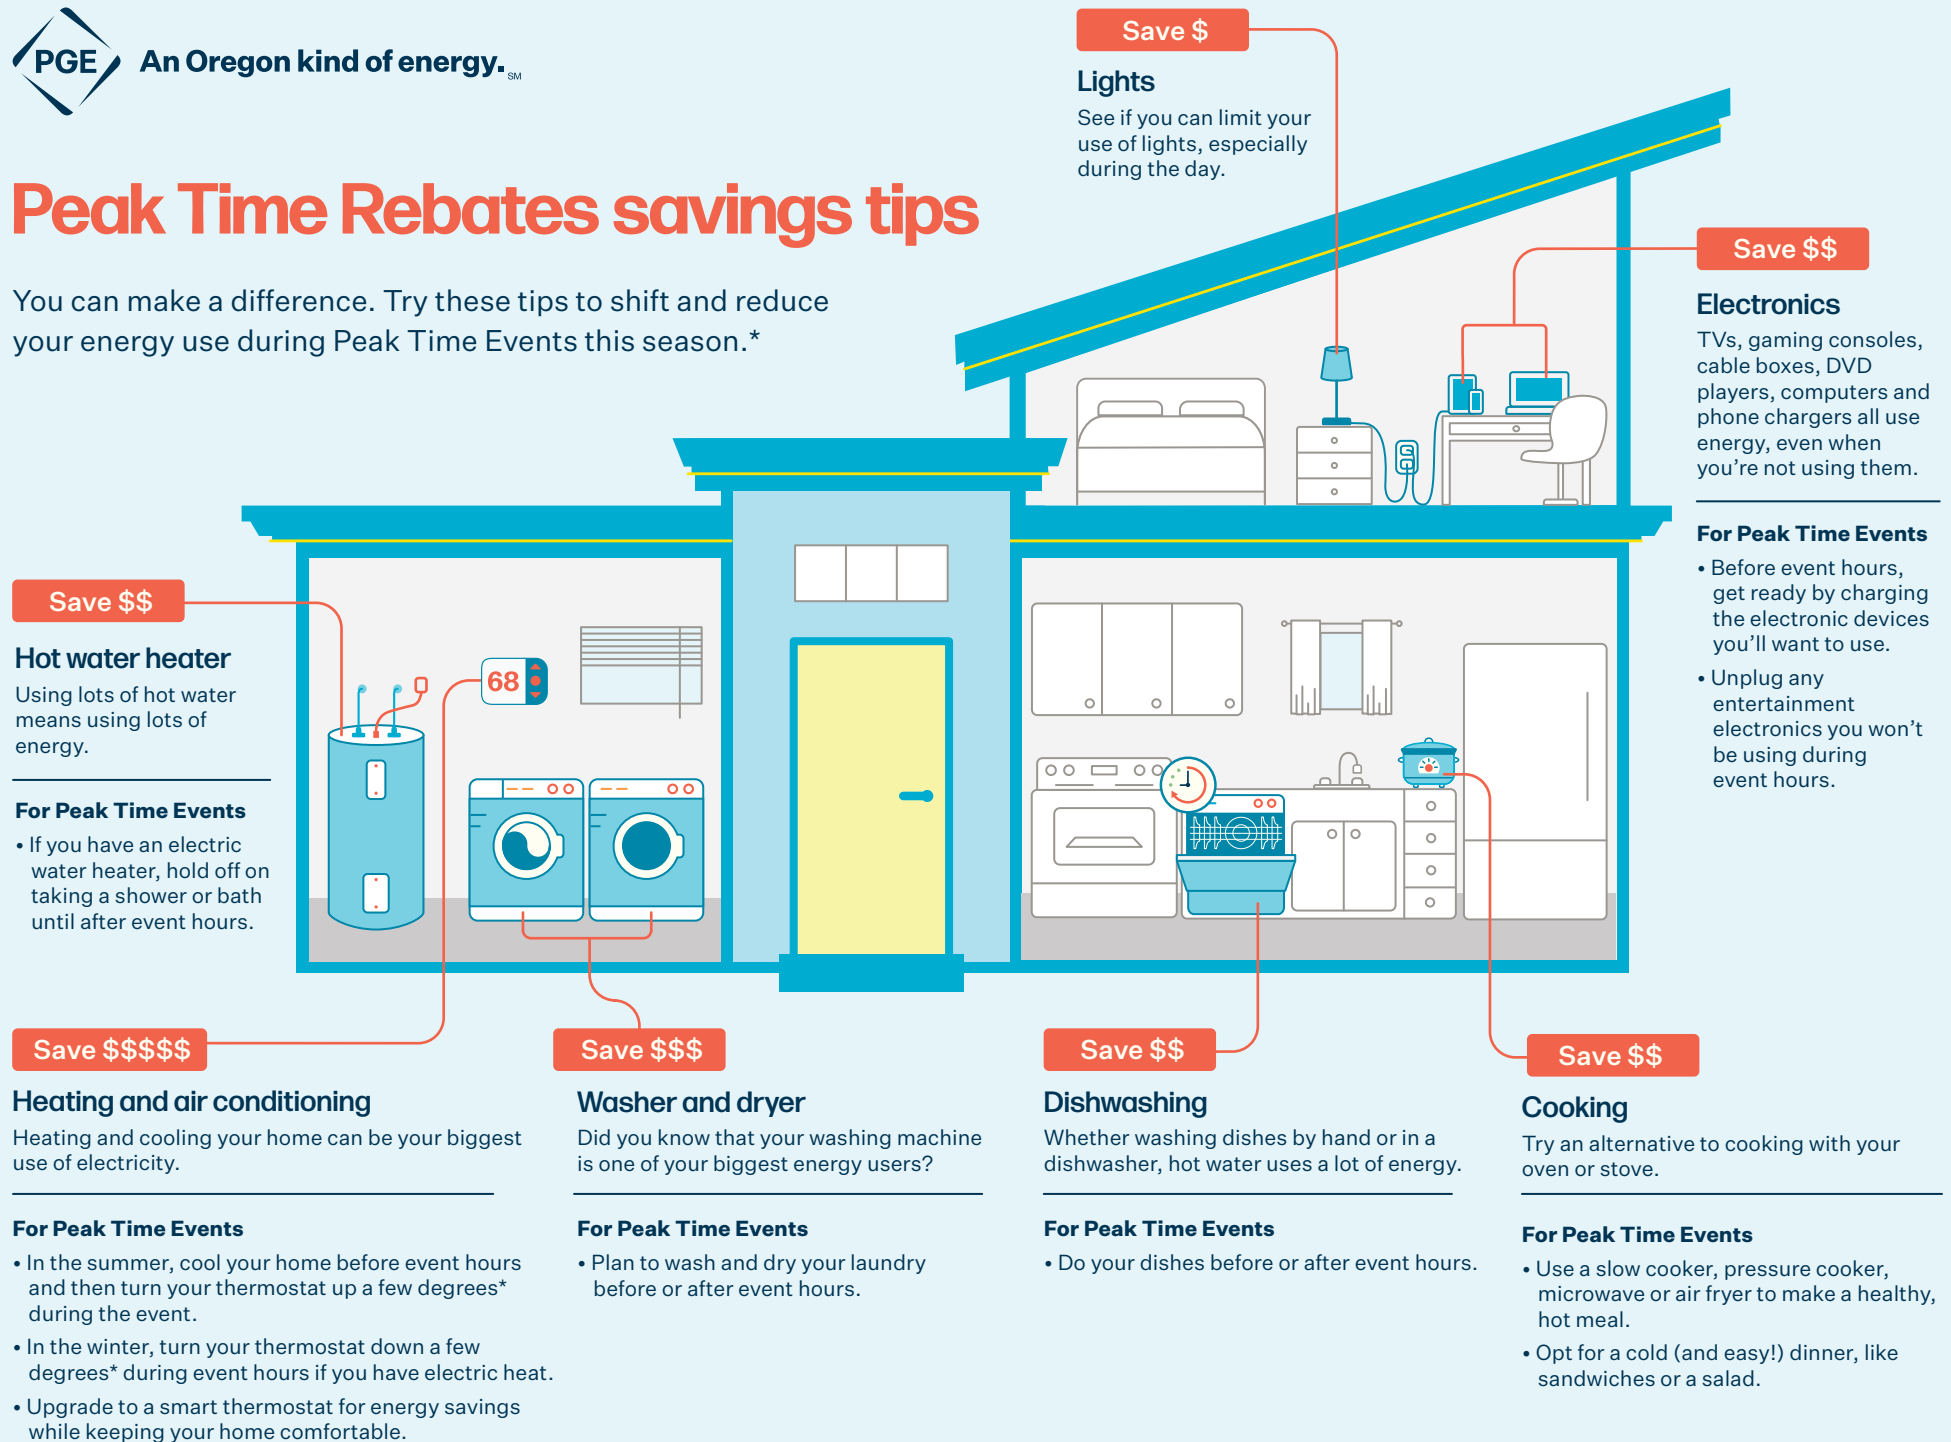 PGE
An Oregon kind of energy. SM
Peak Time Rebates savings tips
You can make a difference. Try these tips to shift and reduce
your energy use during Peak Time Events this season.*
Save $
Lights
See if you can limit your
use of lights, especially
during the day.
Save $$
Electronics
TVs, gaming consoles,
cable boxes, DVD
players, computers and
phone chargers all use
energy, even when
you're not using them.
For Peak Time Events
• Before event hours,
get ready by charging
the electronic devices
you'll want to use.
• Unplug any
entertainment
electronics you won't
be using during
event hours.
Save $$
Hot water heater
Using lots of hot water
means using lots of
energy.
For Peak Time Events
• If you have an electric
water heater, hold off on
taking a shower or bath
until after event hours.
68
Save $$$$$
Heating and air conditioning
Heating and cooling your home can be your biggest
use of electricity.
For Peak Time Events
• In the summer, cool your home before event hours
and then turn your thermostat up a few degrees*
during the event.
• In the winter, turn your thermostat down a few
degrees* during event hours if you have electric heat.
• Upgrade to a smart thermostat for energy savings
while keeping your home comfortable.
Save $$$
Washer and dryer
Did you know that your washing machine
is one of your biggest energy users?
For Peak Time Events
• Plan to wash and dry your laundry
before or after event hours.
Save $$
Dishwashing
Whether washing dishes by hand or in a
dishwasher, hot water uses a lot of energy.
For Peak Time Events
• Do your dishes before or after event hours.
Save $$
Cooking
Try an alternative to cooking with your
oven or stove.
For Peak Time Events
• Use a slow cooker, pressure cooker,
microwave or air fryer to make a healthy,
hot meal.
• Opt for a cold (and easy!) dinner, like
sandwiches or a salad.